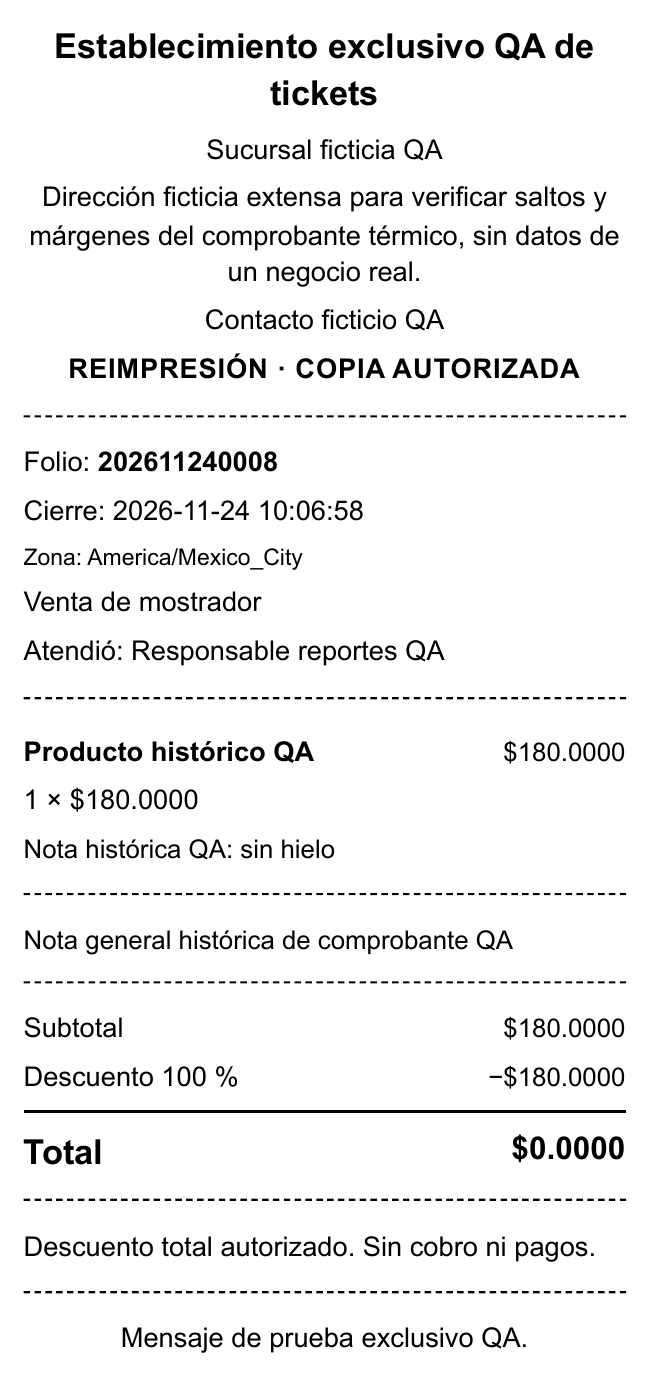 Establecimiento exclusivo QA de
tickets
Sucursal ficticia QA
Dirección ficticia extensa para verificar saltos y
márgenes del comprobante térmico, sin datos de
un negocio real.
Contacto ficticio QA
REIMPRESIÓN · COPIA AUTORIZADA
Folio: 202611240008
Cierre: 2026-11-24 10:06:58
Zona: America/Mexico_City
Venta de mostrador
Atendió: Responsable reportes QA
Producto histórico QA $180.0000
1 × $180.0000
Nota histórica QA: sin hielo
Nota general histórica de comprobante QA
Subtotal $180.0000
Descuento 100 % −$180.0000
Total $0.0000
Descuento total autorizado. Sin cobro ni pagos.
Mensaje de prueba exclusivo QA.